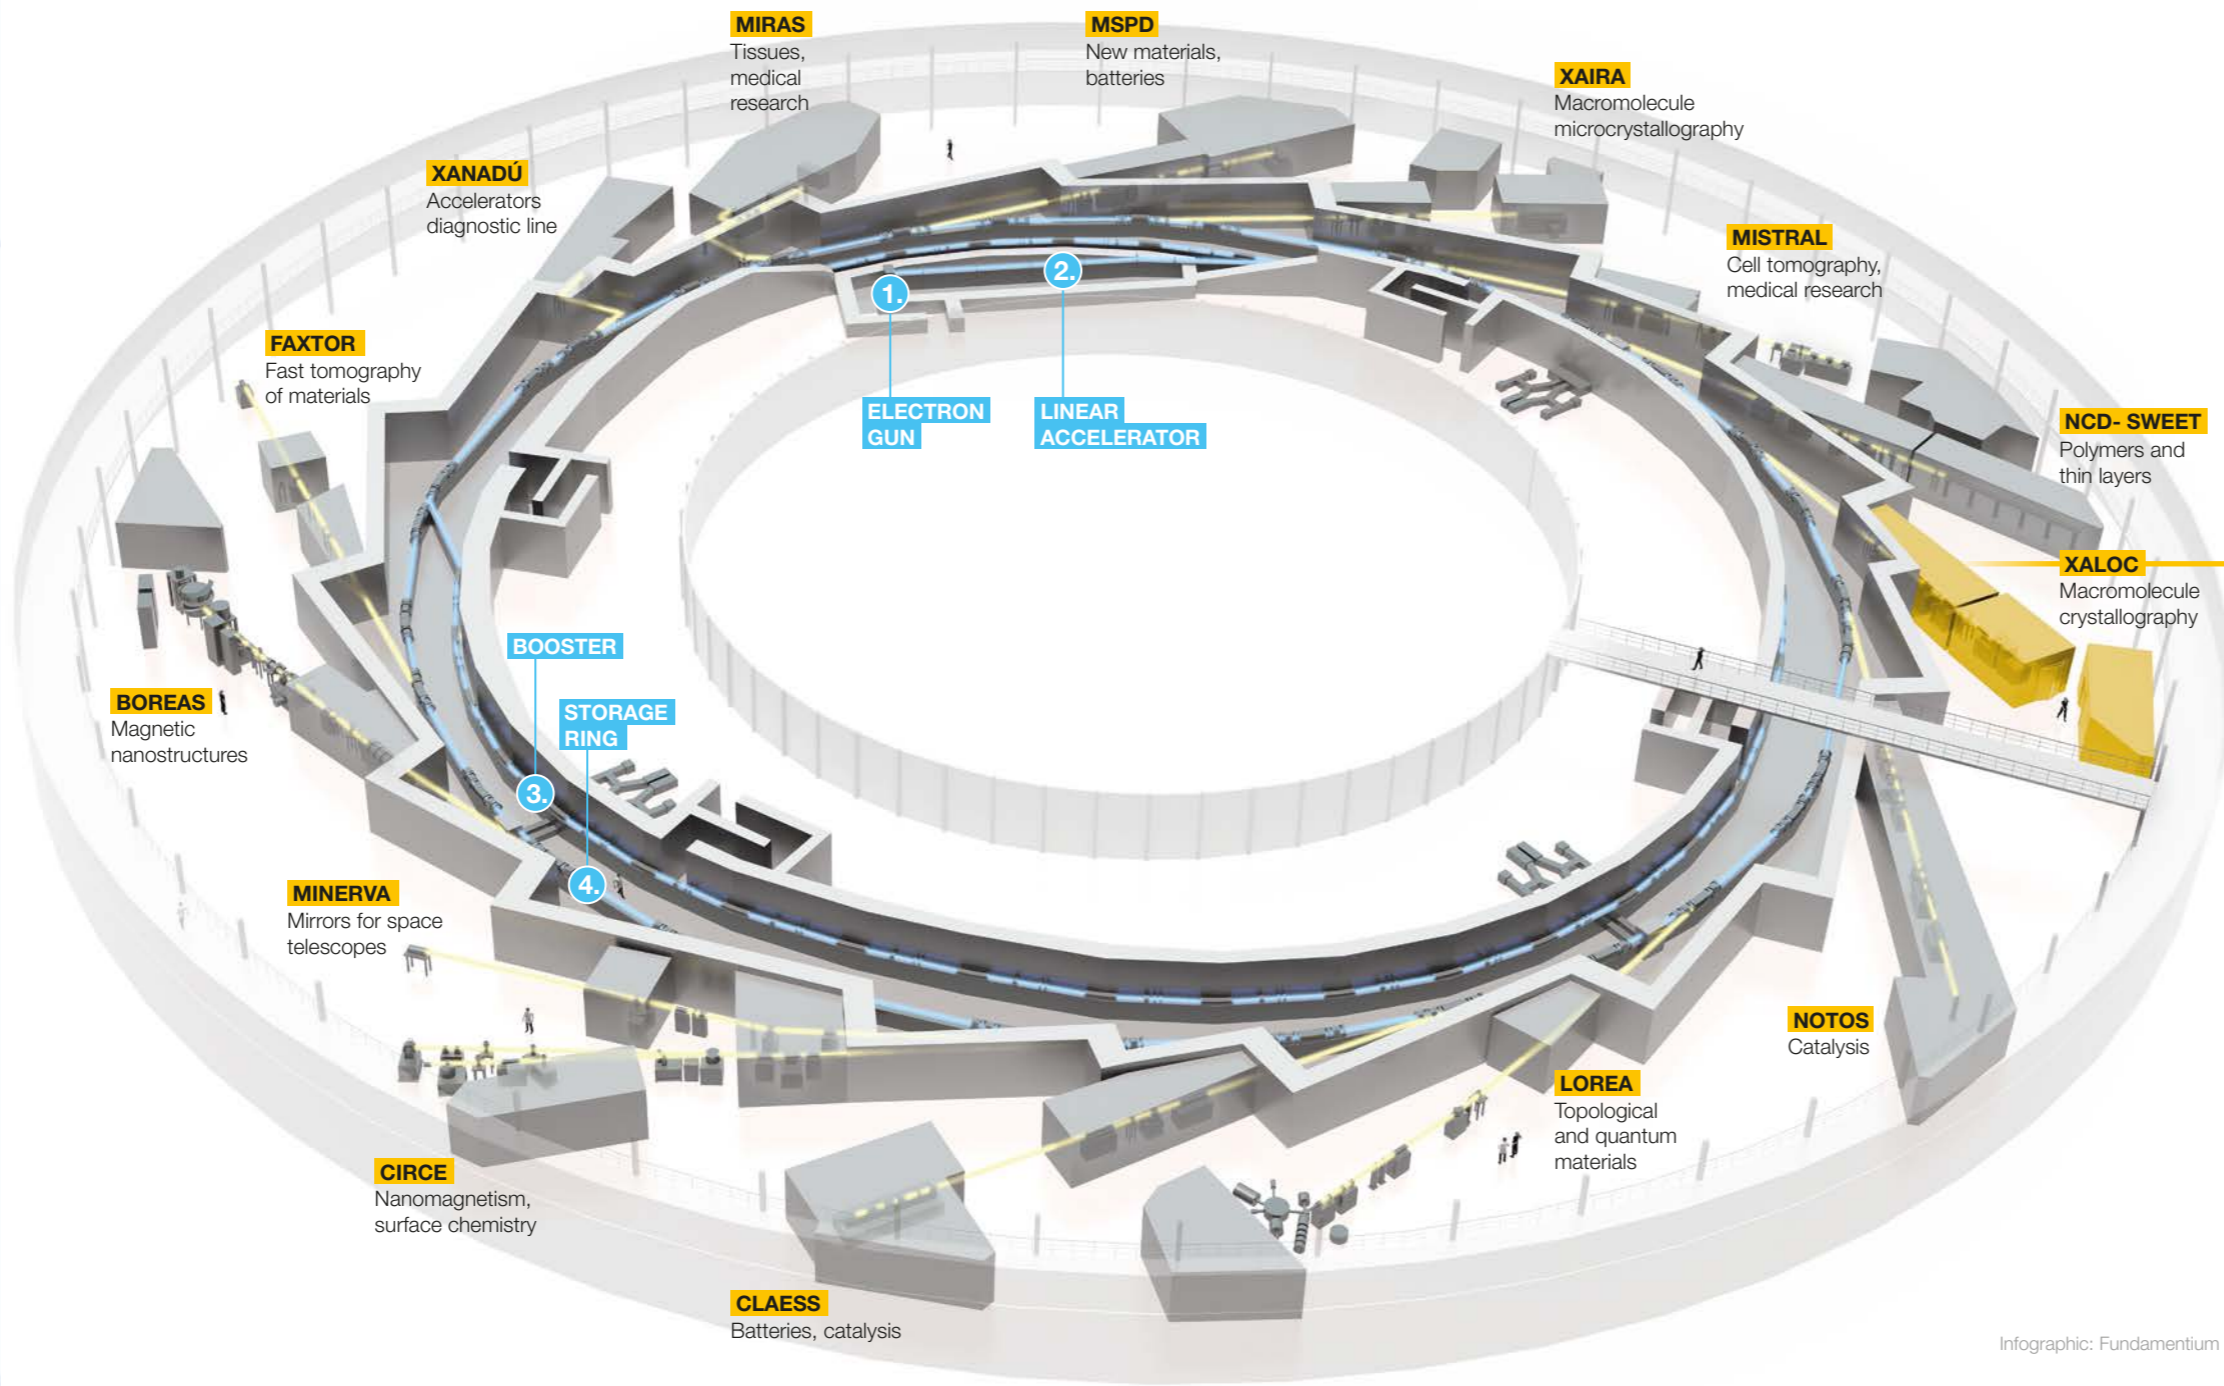 MIRAS
Tissues,
medical
research
MSPD
New materials,
batteries
XAIRA
Macromolecule
microcrystallography
XANADÚ
Accelerators
diagnostic line
MISTRAL
Cell tomography,
medical research
1.
2.
FAXTOR
Fast tomography
of materials
ELECTRON
GUN
LINEAR
ACCELERATOR
NCD- SWEET
Polymers and
thin layers
XALOC
Macromolecule
crystallography
BOOSTER
STORAGE
RING
BOREAS
Magnetic
nanostructures
3.
4.
MINERVA
Mirrors for space
telescopes
NOTOS
Catalysis
LOREA
Topological
and quantum
materials
CIRCE
Nanomagnetism,
surface chemistry
CLAESS
Batteries, catalysis
Infographic: Fundamentium